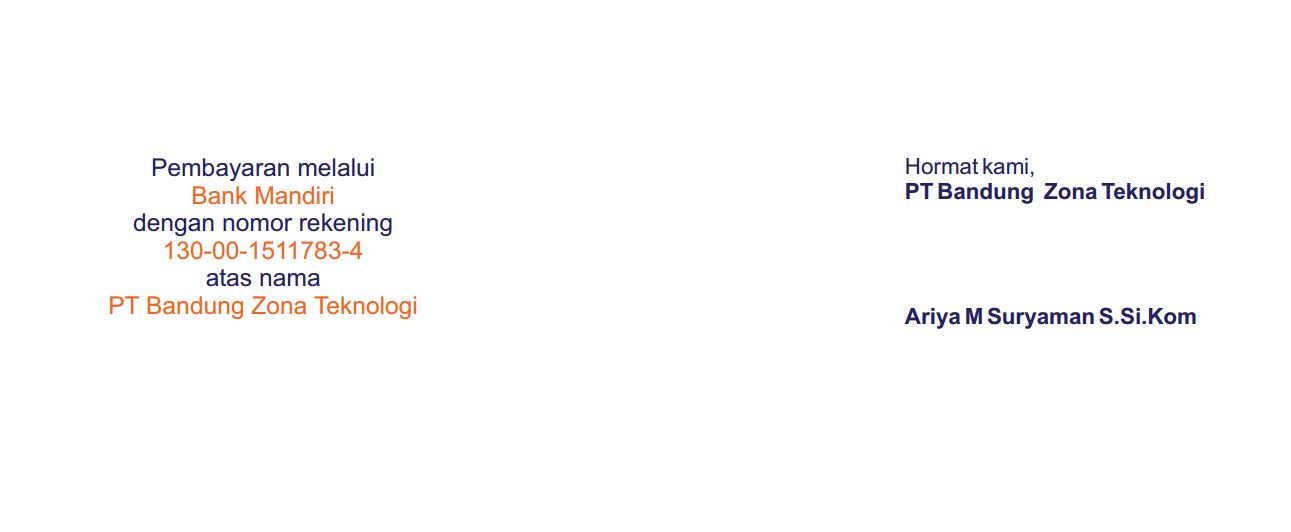 Pembayaran melalui
Bank Mandiri
dengan nomor rekening
130-00-1511783-4
atas nama
PT Bandung Zona Teknologi
Hormat kami,
PT Bandung Zona Teknologi
Ariya M Suryaman S.Si.Kom